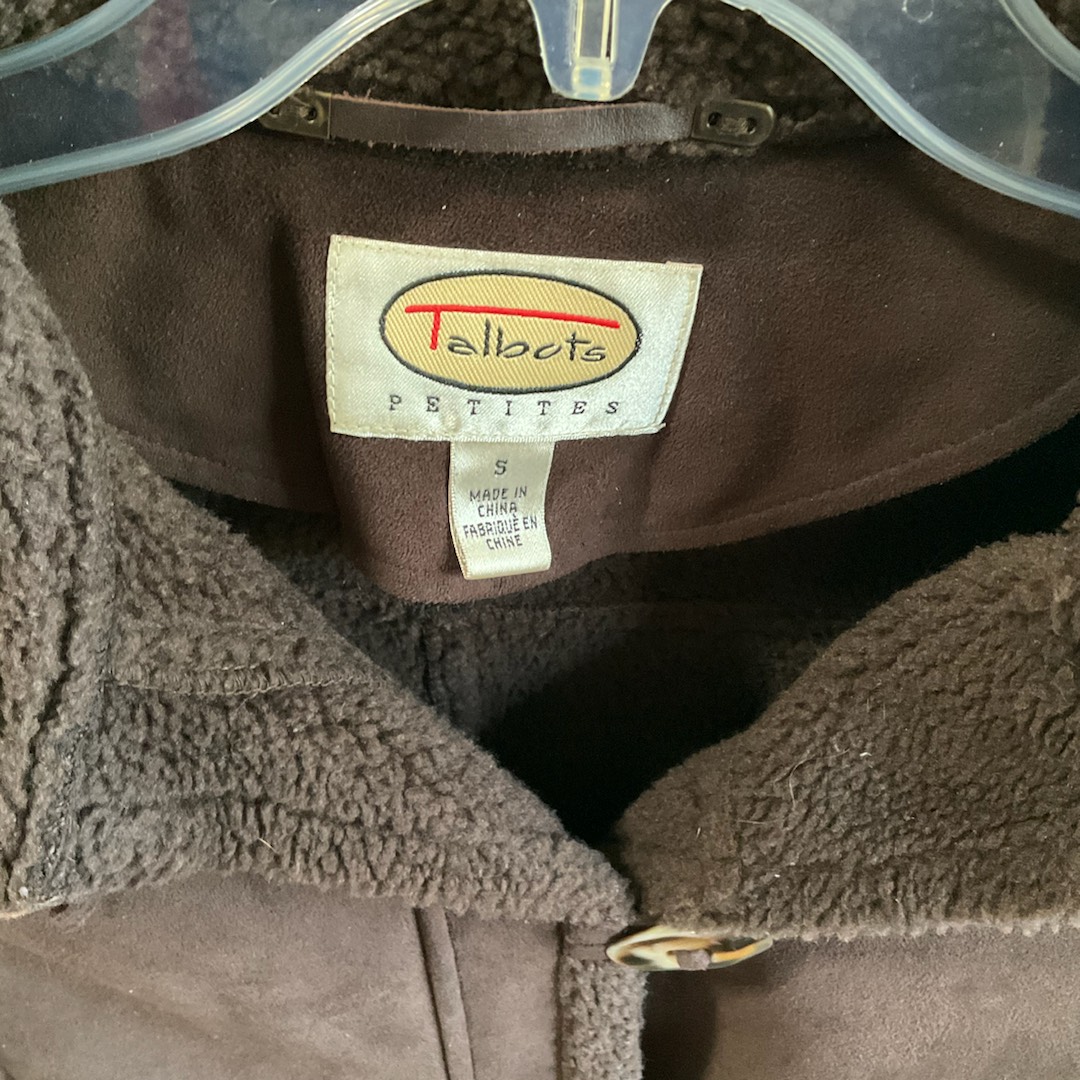 Talbots
PETITES
S
MADE IN
CHINA
FABRIQUÉ EN
CHINE